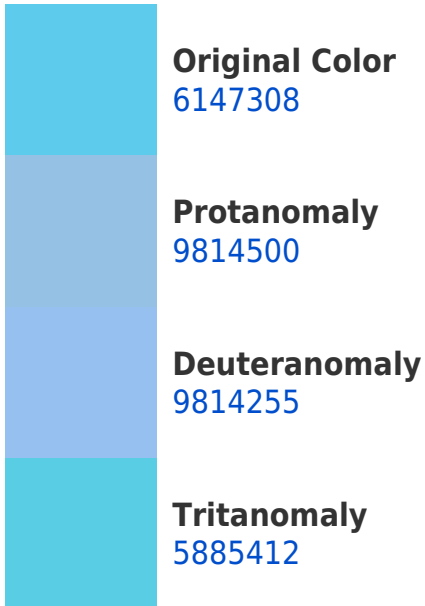 Original Color
6147308
Protanomaly
9814500
Deuteranomaly
9814255
Tritanomaly
5885412